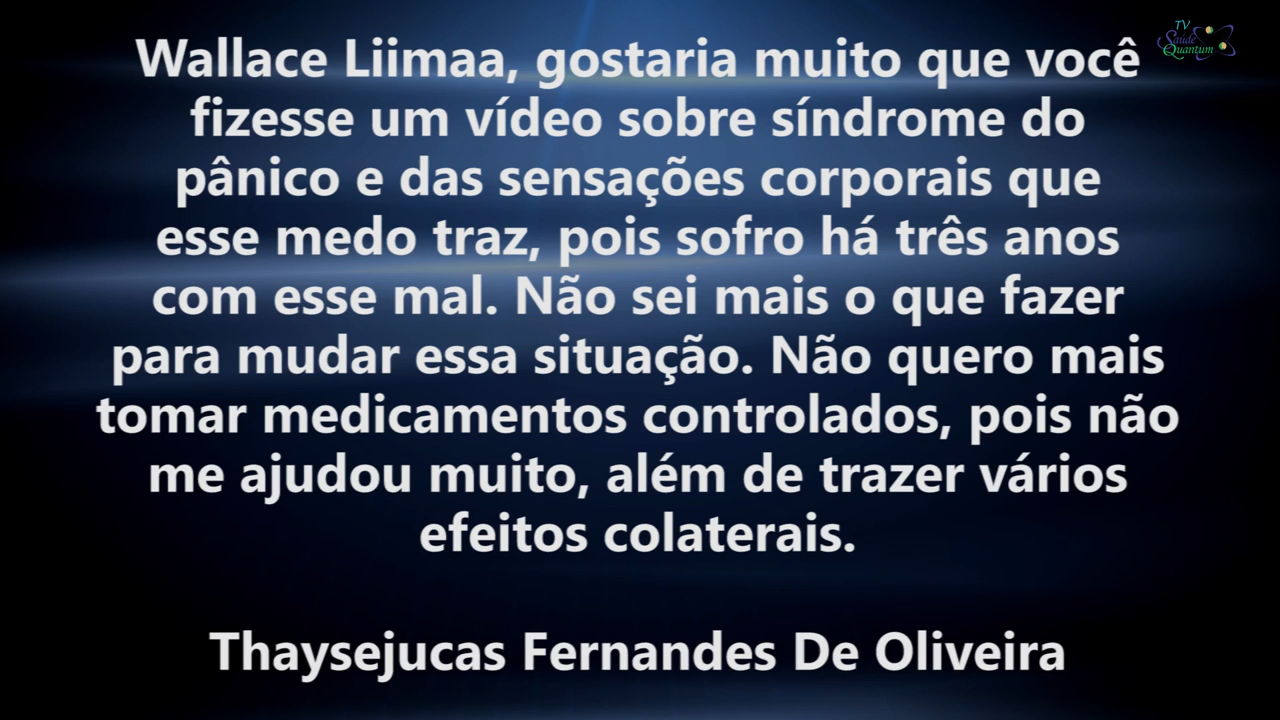 TV
Saúde
Quantum
Wallace Liimaa, gostaria muito que você
fizesse um vídeo sobre síndrome do
pânico e das sensações corporais que
esse medo traz, pois sofro há três anos
com esse mal. Não sei mais o que fazer
para mudar essa situação. Não quero mais
tomar medicamentos controlados, pois não
me ajudou muito, além de trazer vários
efeitos colaterais.
Thaysejucas Fernandes De Oliveira